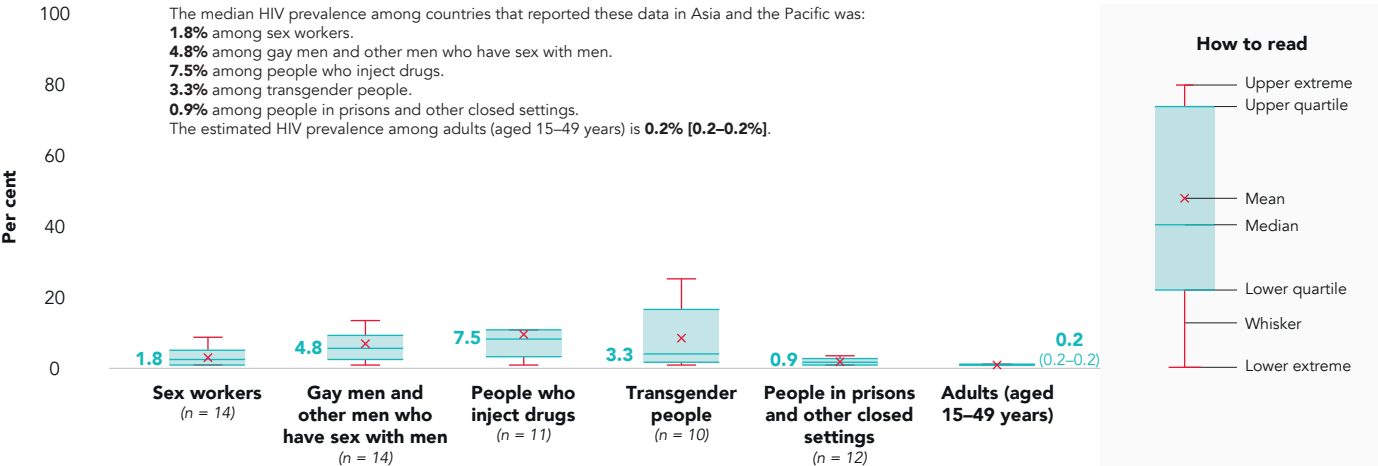 The median HIV prevalence among countries that reported these data in Asia and the Pacific was:
1.8% among sex workers.
4.8% among gay men and other men who have sex with men.
7.5% among people who inject drugs.
3.3% among transgender people.
0.9% among people in prisons and other closed settings.
The estimated HIV prevalence among adults (aged 15–49 years) is 0.2% [0.2–0.2%].
Per cent
100
80
60
40
20
0
1.8
4.8
7.5
3.3
0.9
0.2
(0.2–0.2)
Sex workers
(n = 14)
Gay men and
other men who
have sex with men
(n = 14)
People who
inject drugs
(n = 11)
Transgender
people
(n = 10)
People in prisons
and other closed
settings
(n = 12)
Adults (aged
15–49 years)
How to read
Upper extreme
Upper quartile
Mean
Median
Lower quartile
Whisker
Lower extreme